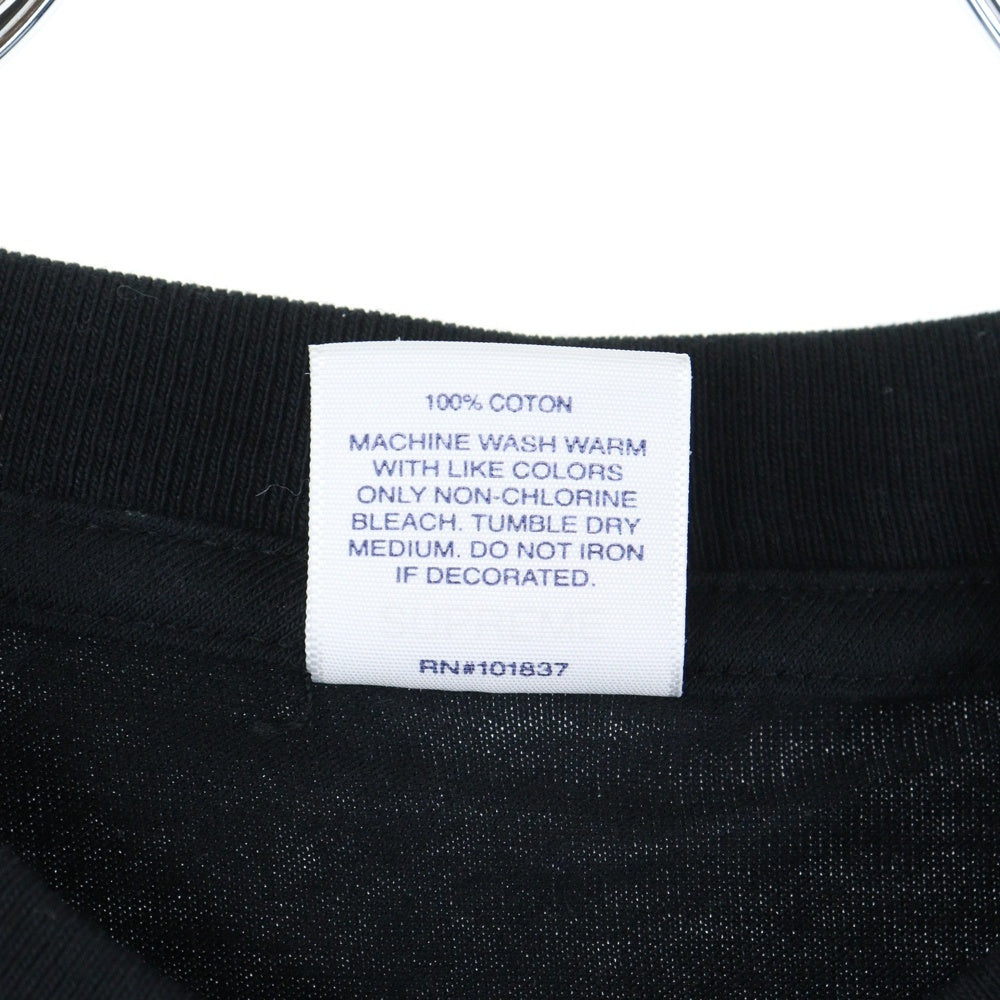 100% COTON
MACHINE WASH WARM
WITH LIKE COLORS
ONLY NON-CHLORINE
BLEACH. TUMBLE DRY
MEDIUM. DO NOT IRON
IF DECORATED.
SUPREME
RN#101837